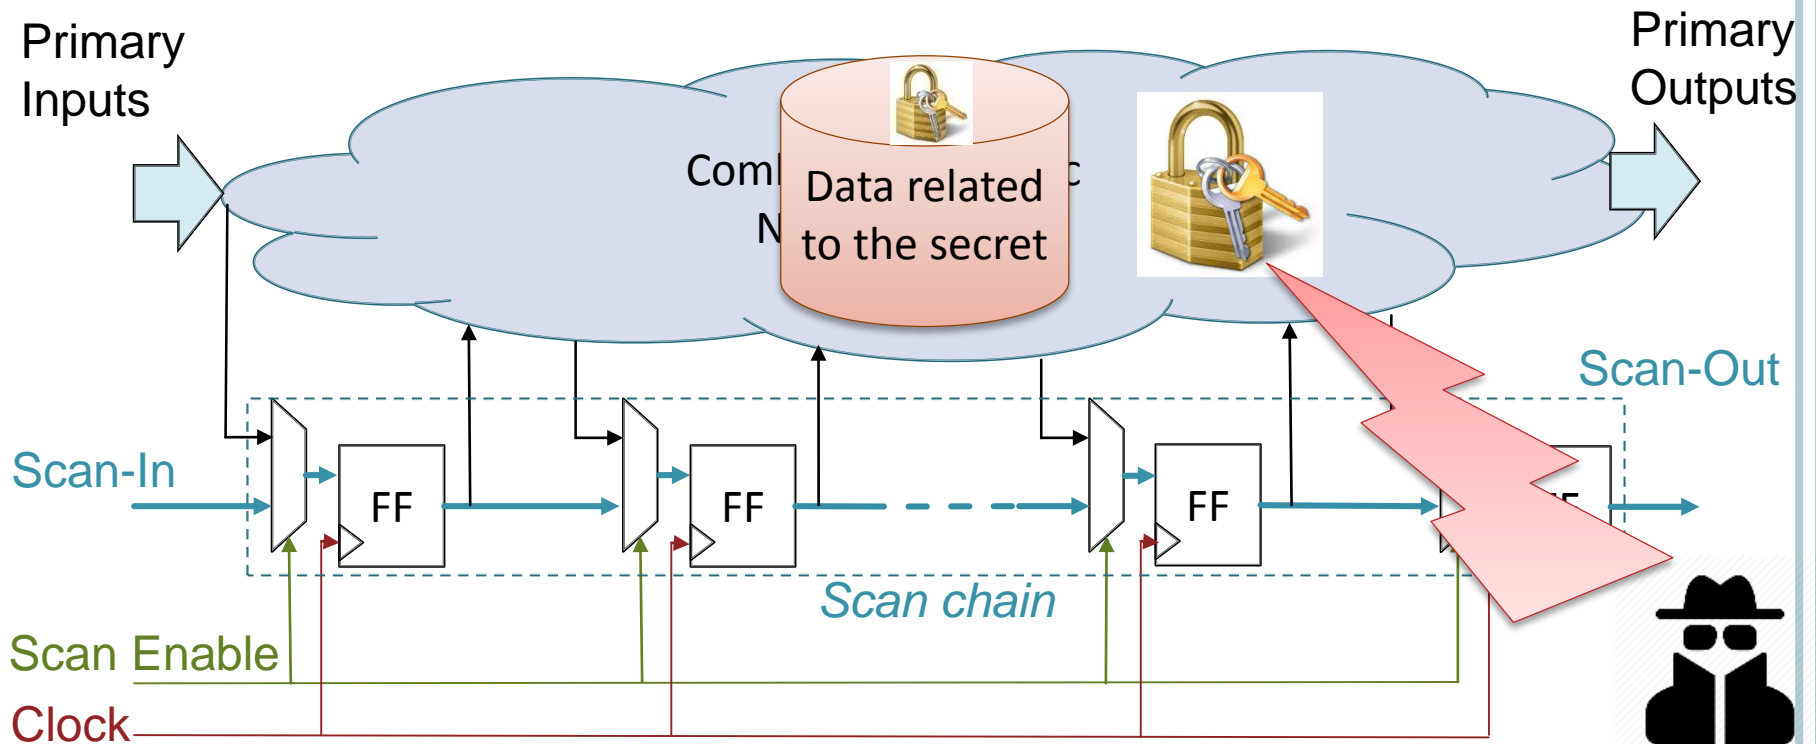 Primary
Inputs
Primary
Outputs
Data related
to the secret
Scan-Out
Scan-In
FF
FF
FF
Scan chain
Scan Enable
Clock